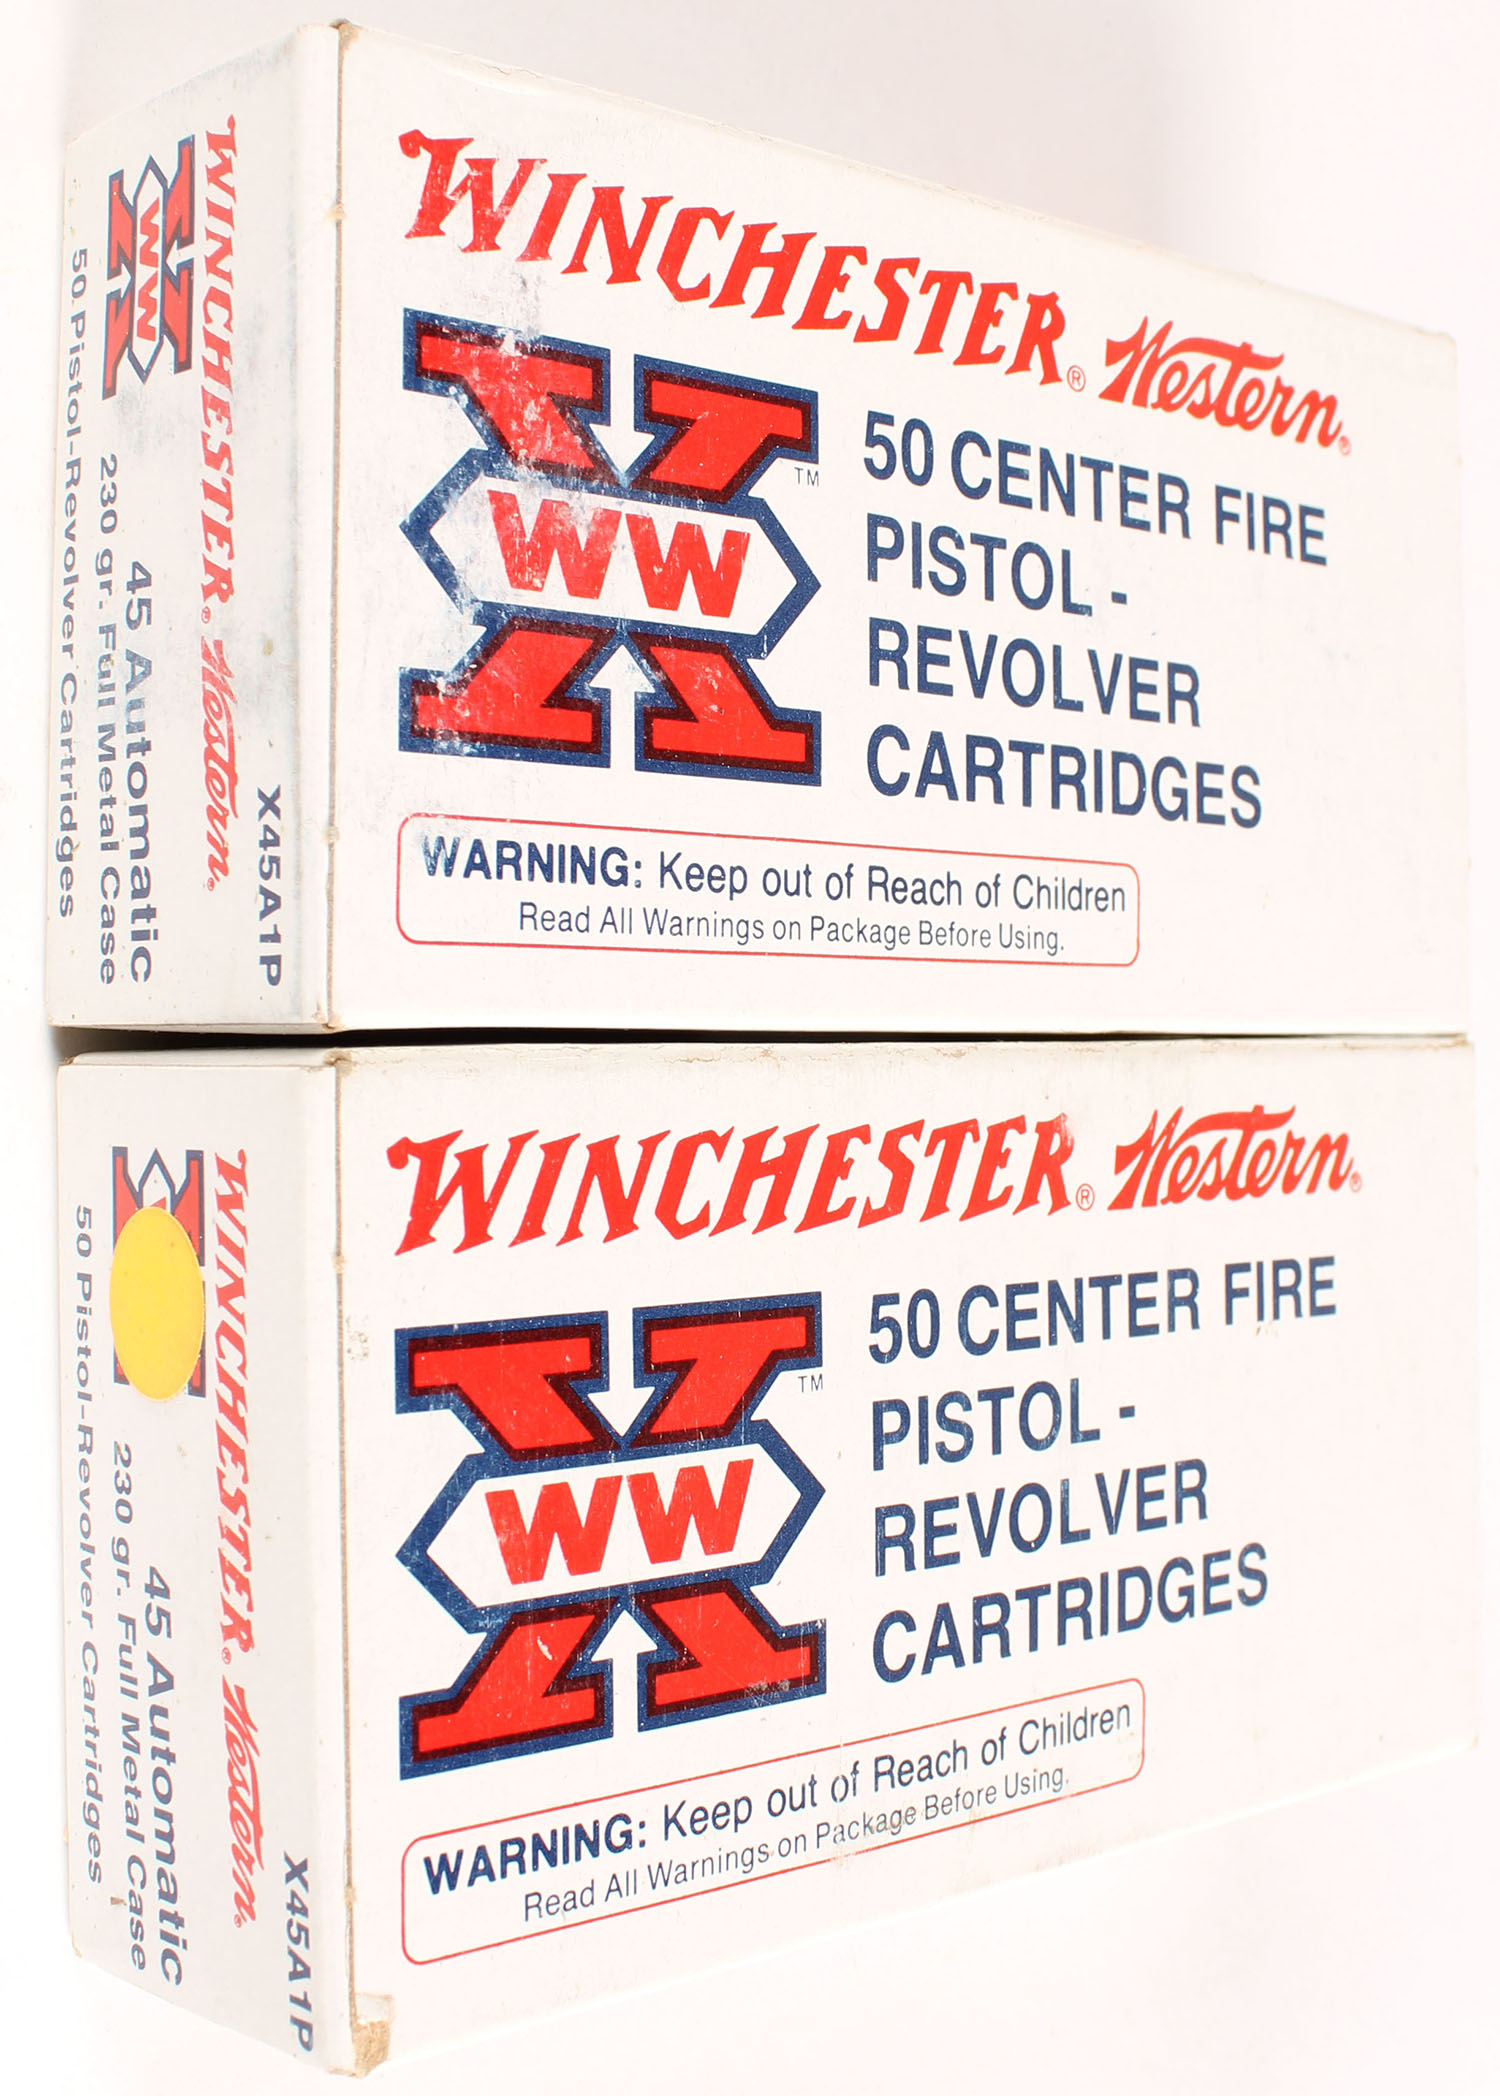 WINCHESTER® Western®
WW
TM
50 CENTER FIRE
PISTOL -
REVOLVER
CARTRIDGES
WARNING: Keep out of Reach of Children
Read All Warnings on Package Before Using.
X45A1P
WINCHESTER® Western®
WW
45 Automatic
230 gr. Full Metal Case
50 Pistol-Revolver Cartridges
WINCHESTER® Western®
WW
TM
50 CENTER FIRE
PISTOL -
REVOLVER
CARTRIDGES
WARNING: Keep out of Reach of Children
Read All Warnings on Package Before Using.
X45A1P
WINCHESTER® Western®
45 Automatic
230 gr. Full Metal Case
50 Pistol-Revolver Cartridges